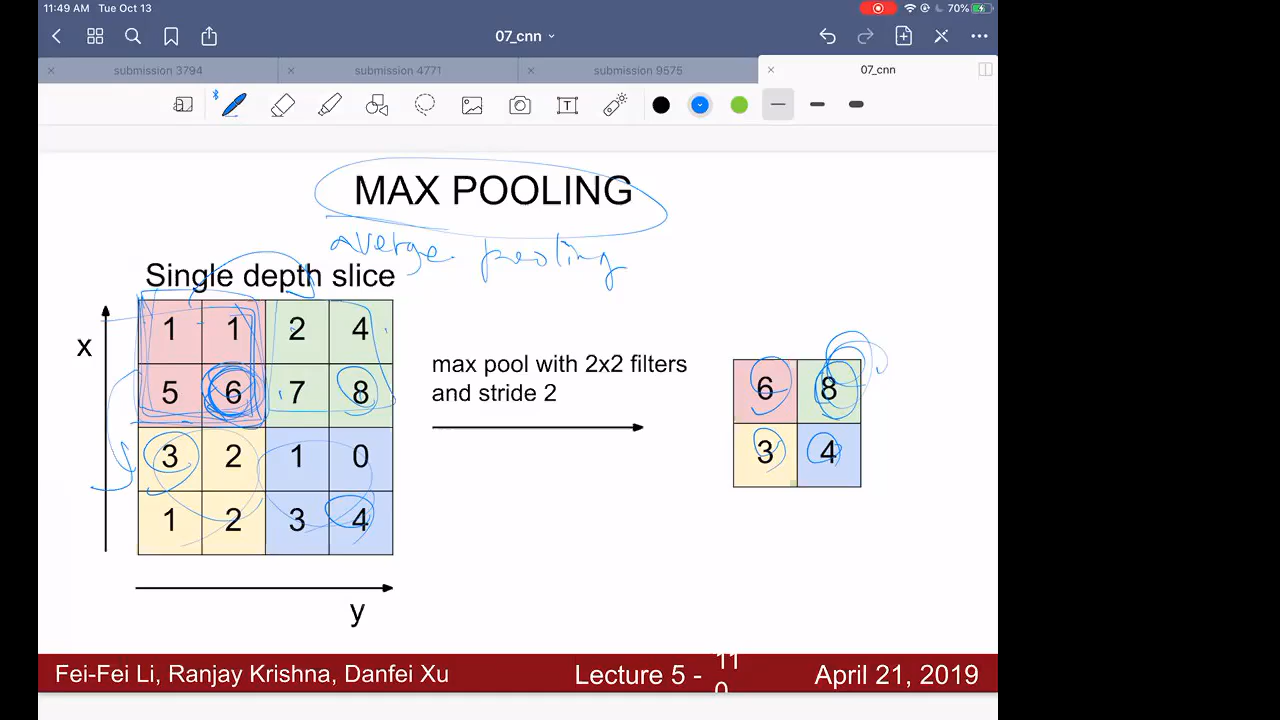 11:49 AM Tue Oct 13
70%
07_cnn
submission 3794
submission 4771
submission 9575
07_cnn
T
MAX POOLING
averge pooling
Single depth slice
x
1 1 2 4
5 6 7 8
3 2 1 0
1 2 3 4
y
max pool with 2x2 filters
and stride 2
6 8
3 4
Fei-Fei Li, Ranjay Krishna, Danfei Xu
Lecture 5 -
April 21, 2019